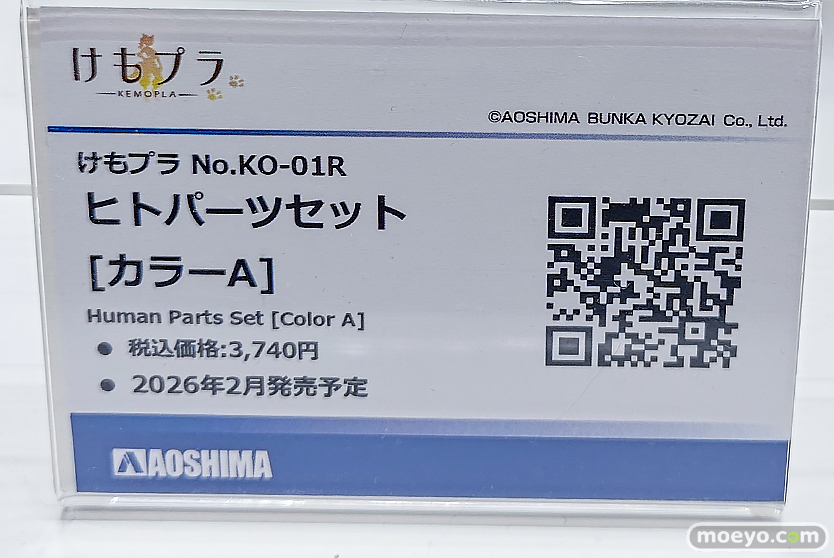 けもプラ
KEMOPLA
©AOSHIMA BUNKA KYOZAI Co., Ltd.
けもプラ No.KO-01R
ヒトパーツセット
[カラーA]
Human Parts Set [Color A]
● 税込価格:3,740円
● 2026年2月発売予定
AOSHIMA
moeyo.com